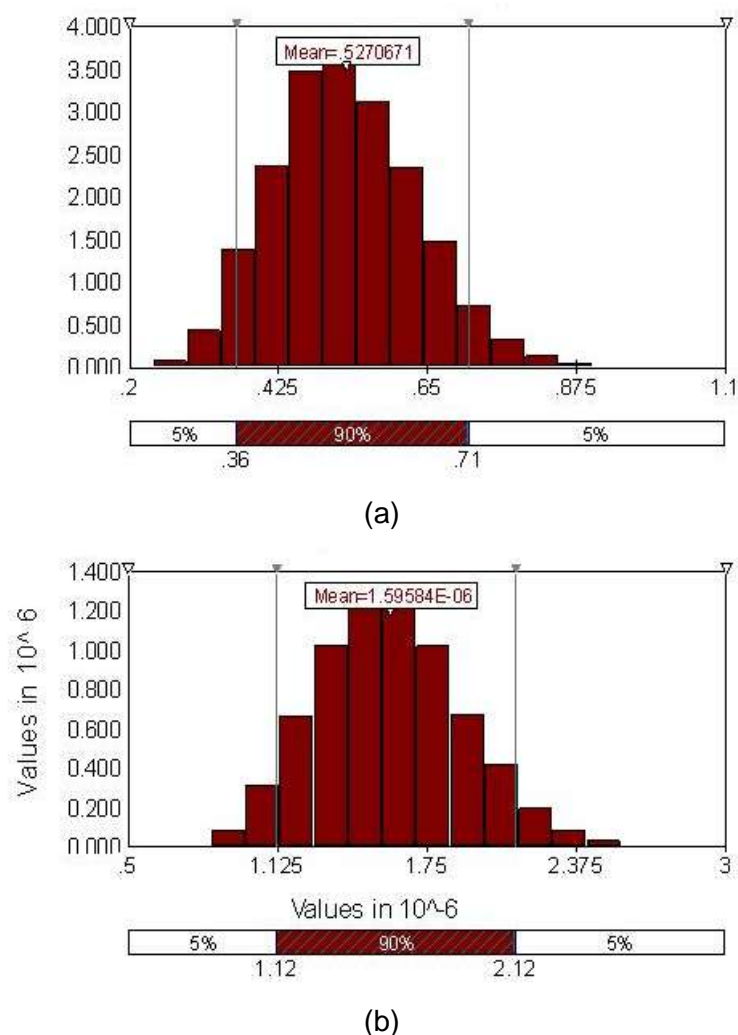 4.000
Mean=.5270671
3.500
3.000
2.500
2.000
1.500
1.000
0.500
0.000
.2 .425 .65 .875 1.1
5% 90% 5%
.36 .71
(a)
1.400
Mean=1.59584E-06
1.200
1.000
0.800
0.600
0.400
0.200
0.000
Values in 10^ 6
.5 1.125 1.75 2.375 3
Values in 10^-6
5% 90% 5%
1.12 2.12
(b)